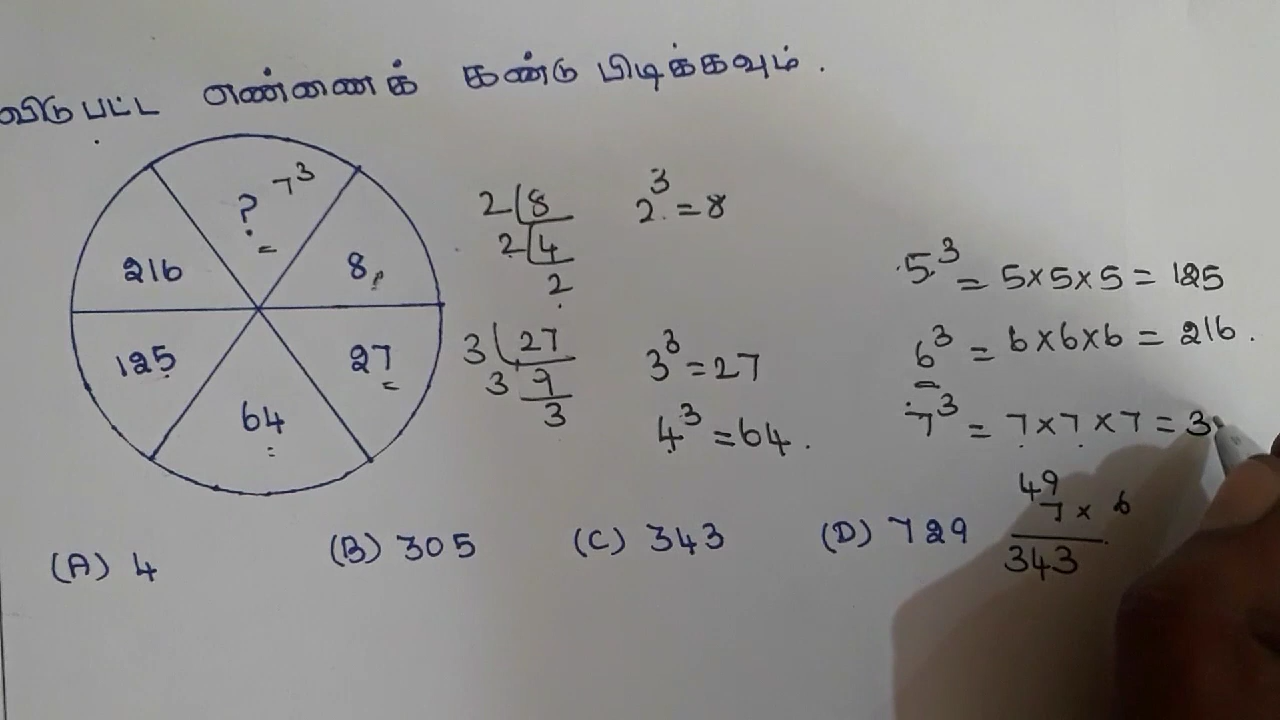 விடுபட்ட எண்ணைக் கண்டு பிடிக்கவும்.
? 7³
216
8,
125
27
64
2 8
2 4
2
2³ = 8
3 27
3 9
3
3³ = 27
4³ = 64.
5³ = 5×5×5 = 125
6³ = 6×6×6 = 216.
7³ = 7×7×7 = 3
49
7 × 6
343
(A) 4 (B) 305 (C) 343 (D) 729